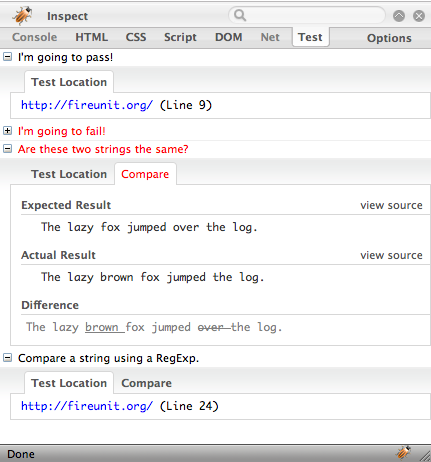 Inspect
Console HTML CSS Script DOM Net Test Options
I'm going to pass!
Test Location
http://fireunit.org/ (Line 9)
I'm going to fail!
Are these two strings the same?
Test Location Compare
Expected Result view source
The lazy fox jumped over the log.
Actual Result view source
The lazy brown fox jumped the log.
Difference
The lazy brown fox jumped over the log.
Compare a string using a RegExp.
Test Location Compare
http://fireunit.org/ (Line 24)
Done